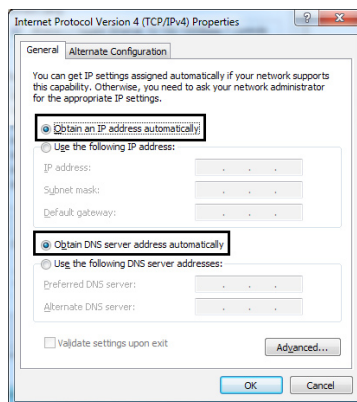 Internet Protocol Version 4 (TCP/IPv4) Properties
General
Alternate Configuration
You can get IP settings assigned automatically if your network supports
this capability. Otherwise, you need to ask your network administrator
for the appropriate IP settings.
Obtain an IP address automatically
Use the following IP address:
IP address:
Subnet mask:
Default gateway:
Obtain DNS server address automatically
Use the following DNS server addresses:
Preferred DNS server:
Alternate DNS server:
Validate settings upon exit
Advanced...
OK
Cancel